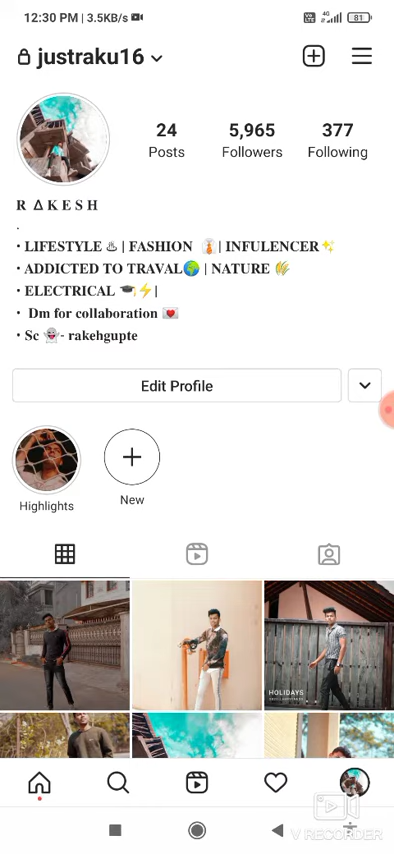 12:30 PM | 3.5KB/s
4G 81
justraku16
24 5,965 377
Posts Followers Following
R ∆ K E S H
.
• LIFESTYLE ♨ | FASHION 👔| INFULENCER✨
• ADDICTED TO TRAVAL🌍 | NATURE 🌾
• ELECTRICAL 🎓⚡|
• Dm for collaboration 💌
• Sc 👻- rakehgupte
Edit Profile
Highlights New
HOLIDAYS
V RECORDER